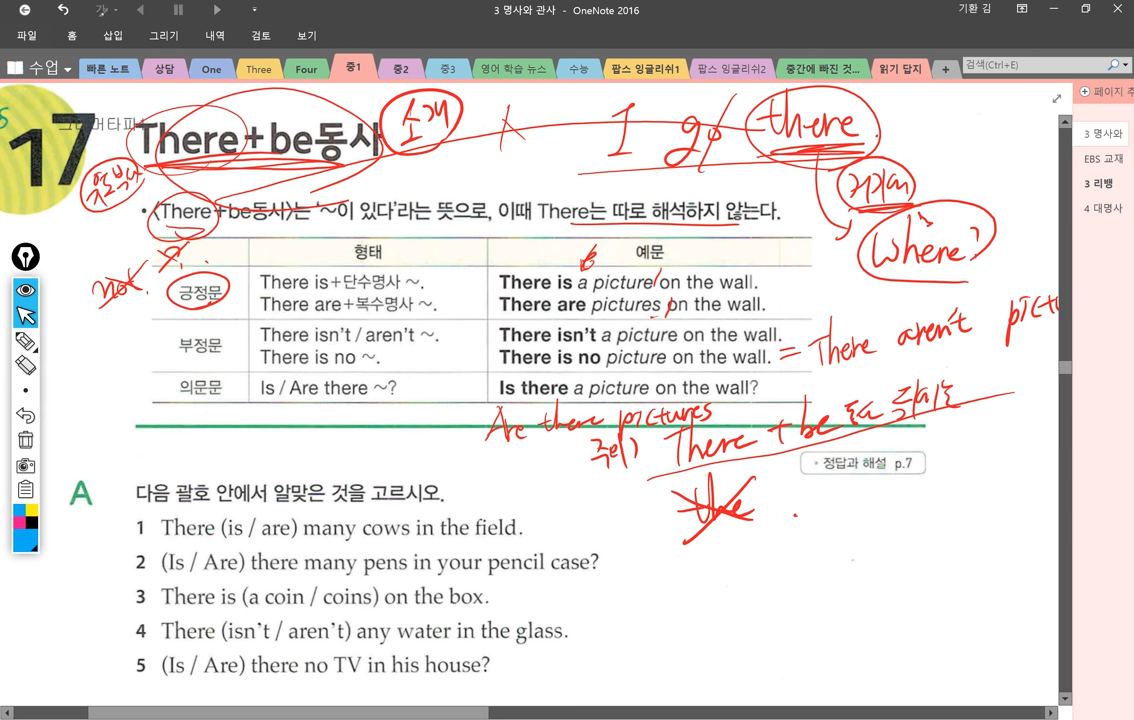 3 명사와 관사 - OneNote 2016
기환 김
파일 홈 삽입 그리기 내역 검토 보기
수업 빠른 노트 상담 One Three Four 중1 중2 중3 영어 학습 뉴스 수능 팝스 잉글리쉬1 팝스 잉글리쉬2 중간에 빠진 것... 읽기 답지 + 검색(Ctrl+E)
페이지 추
3 명사와
EBS 교재
3 리뱅
4 대명사
17 There+be동사
소개 I go there
거기에
where?
•〈There+be동사〉는 '~이 있다'라는 뜻으로, 이때 There는 따로 해석하지 않는다.
not
형태 예문
긍정문 There is+단수명사 ~. There is a picture on the wall.
There are+복수명사 ~. There are pictures on the wall.
부정문 There isn't / aren't ~. There isn't a picture on the wall.
There is no ~. There is no picture on the wall. = There aren't
의문문 Is / Are there ~? Is there a picture on the wall?
Are there pictures
주의) There + be
the
• 정답과 해설 p.7
A 다음 괄호 안에서 알맞은 것을 고르시오.
1 There (is / are) many cows in the field.
2 (Is / Are) there many pens in your pencil case?
3 There is (a coin / coins) on the box.
4 There (isn't / aren't) any water in the glass.
5 (Is / Are) there no TV in his house?